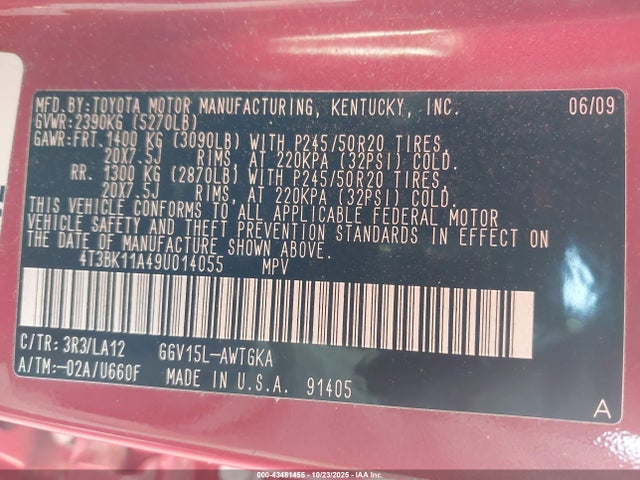 MFD.BY:TOYOTA MOTOR MANUFACTURING, KENTUCKY, INC. 06/09
GVWR:2390KG (5270LB)
GAWR:FRT.1400 KG (3090LB) WITH P245/50R20 TIRES,
20X7.5J RIMS, AT 220KPA (32PSI) COLD.
RR. 1300 KG (2870LB) WITH P245/50R20 TIRES,
20X7.5J RIMS, AT 220KPA (32PSI) COLD.
THIS VEHICLE CONFORMS TO ALL APPLICABLE FEDERAL MOTOR
VEHICLE SAFETY AND THEFT PREVENTION STANDARDS IN EFFECT ON
THE DATE OF MANUFACTURE SHOWN ABOVE.
4T3BK11A49U014055 MPV
C/TR: 3R3/LA12 GGV15L-AWTGKA
A/TM:-02A/U660F MADE IN U.S.A. 91405
A
000-43481455 | 10/23/2025 | IAA Inc.